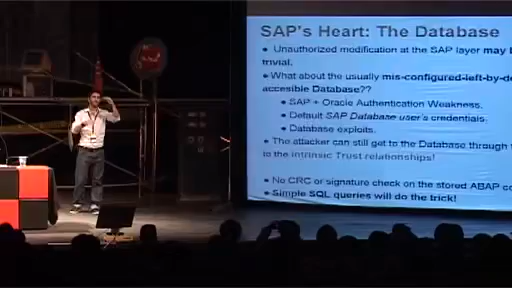 SAP's Heart: The Database
Unauthorized modification at the SAP layer may
trivial.
What about the usually mis-configured-left-by-de
accesible Database??
SAP + Oracle Authentication Weakness.
Default SAP Database user's credentials.
Database exploits.
The attacker can still get to the Database through
to the intrinsic Trust relationships!
No CRC or signature check on the stored ABAP co
Simple SQL queries will do the trick!